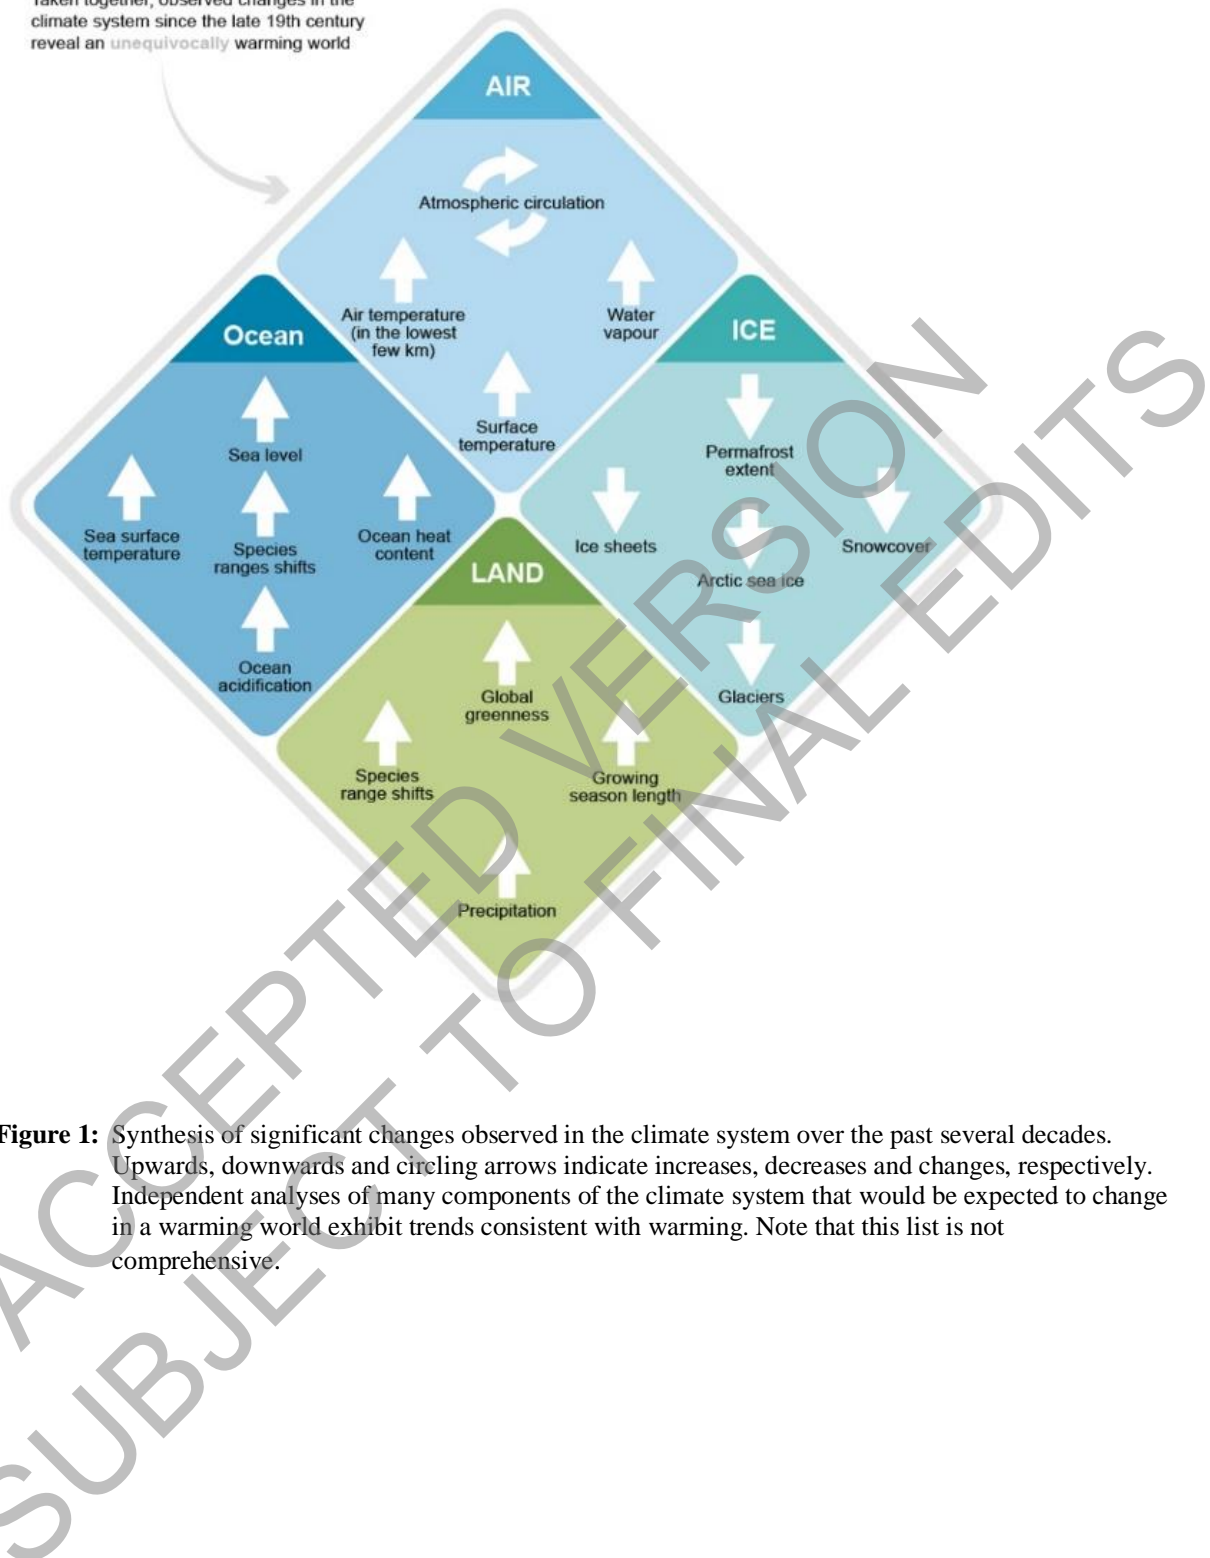 Taken together, observed changes in the
climate system since the late 19th century
reveal an unequivocally warming world
AIR
Atmospheric circulation
Air temperature
(in the lowest
few km)
Water
vapour
Surface
temperature
Ocean
Sea level
Sea surface
temperature
Species
ranges shifts
Ocean heat
content
Ocean
acidification
ICE
Permafrost
extent
Ice sheets
Snowcover
Arctic sea ice
Glaciers
LAND
Global
greenness
Species
range shifts
Growing
season length
Precipitation
ACCEPTED VERSION
SUBJECT TO FINAL EDITS
Figure 1: Synthesis of significant changes observed in the climate system over the past several decades.
Upwards, downwards and circling arrows indicate increases, decreases and changes, respectively.
Independent analyses of many components of the climate system that would be expected to change
in a warming world exhibit trends consistent with warming. Note that this list is not
comprehensive.